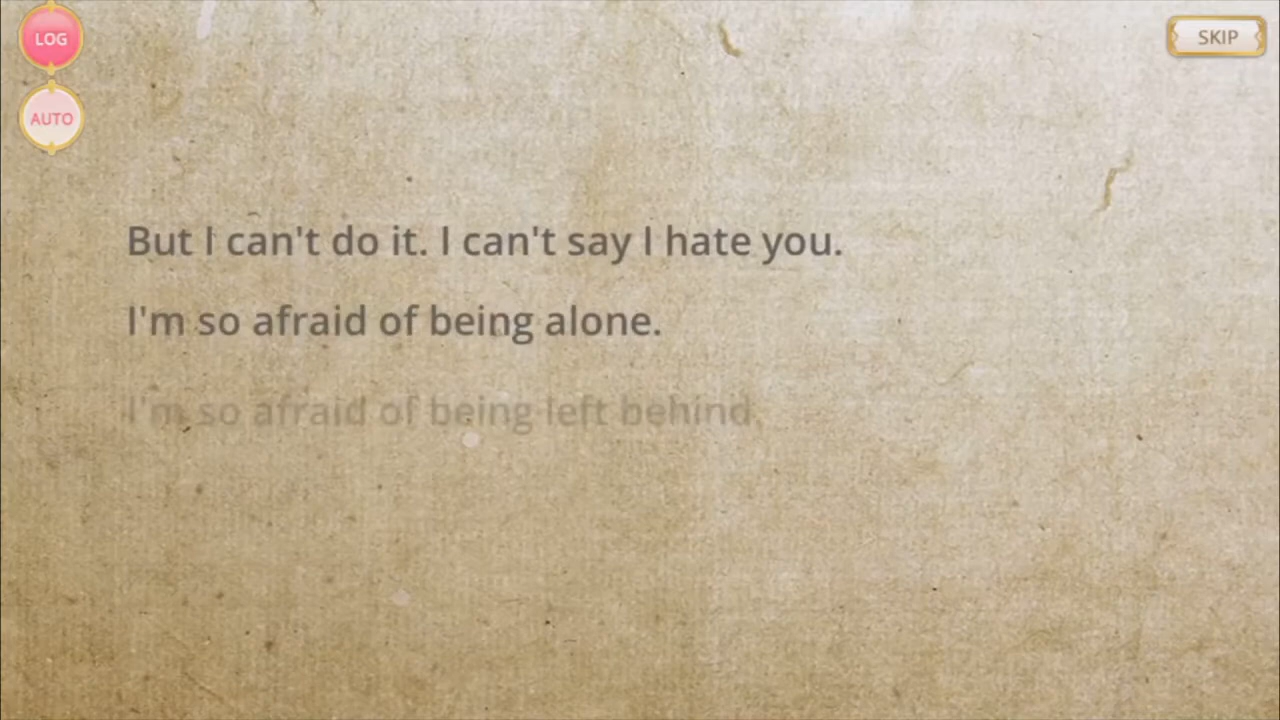 LOG
SKIP
AUTO
But I can't do it. I can't say I hate you.
I'm so afraid of being alone.
I'm so afraid of being left behind.